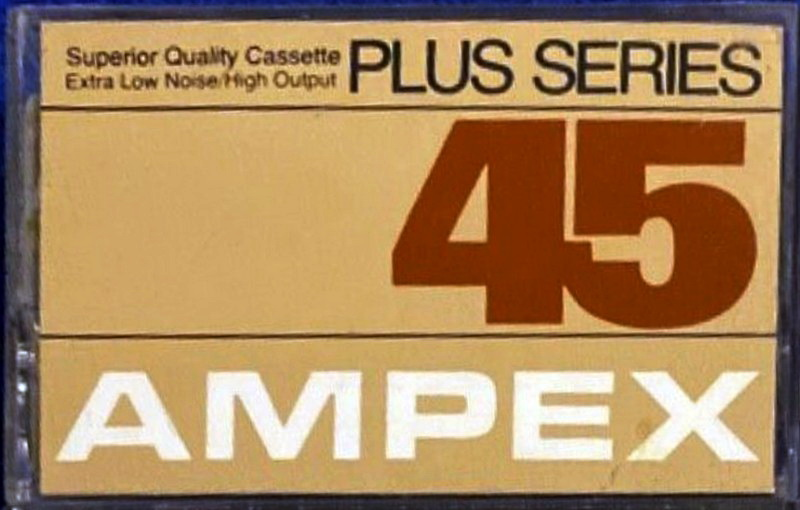 Superior Quality Cassette PLUS SERIES
Extra Low Noise/High Output
45
AMPEX